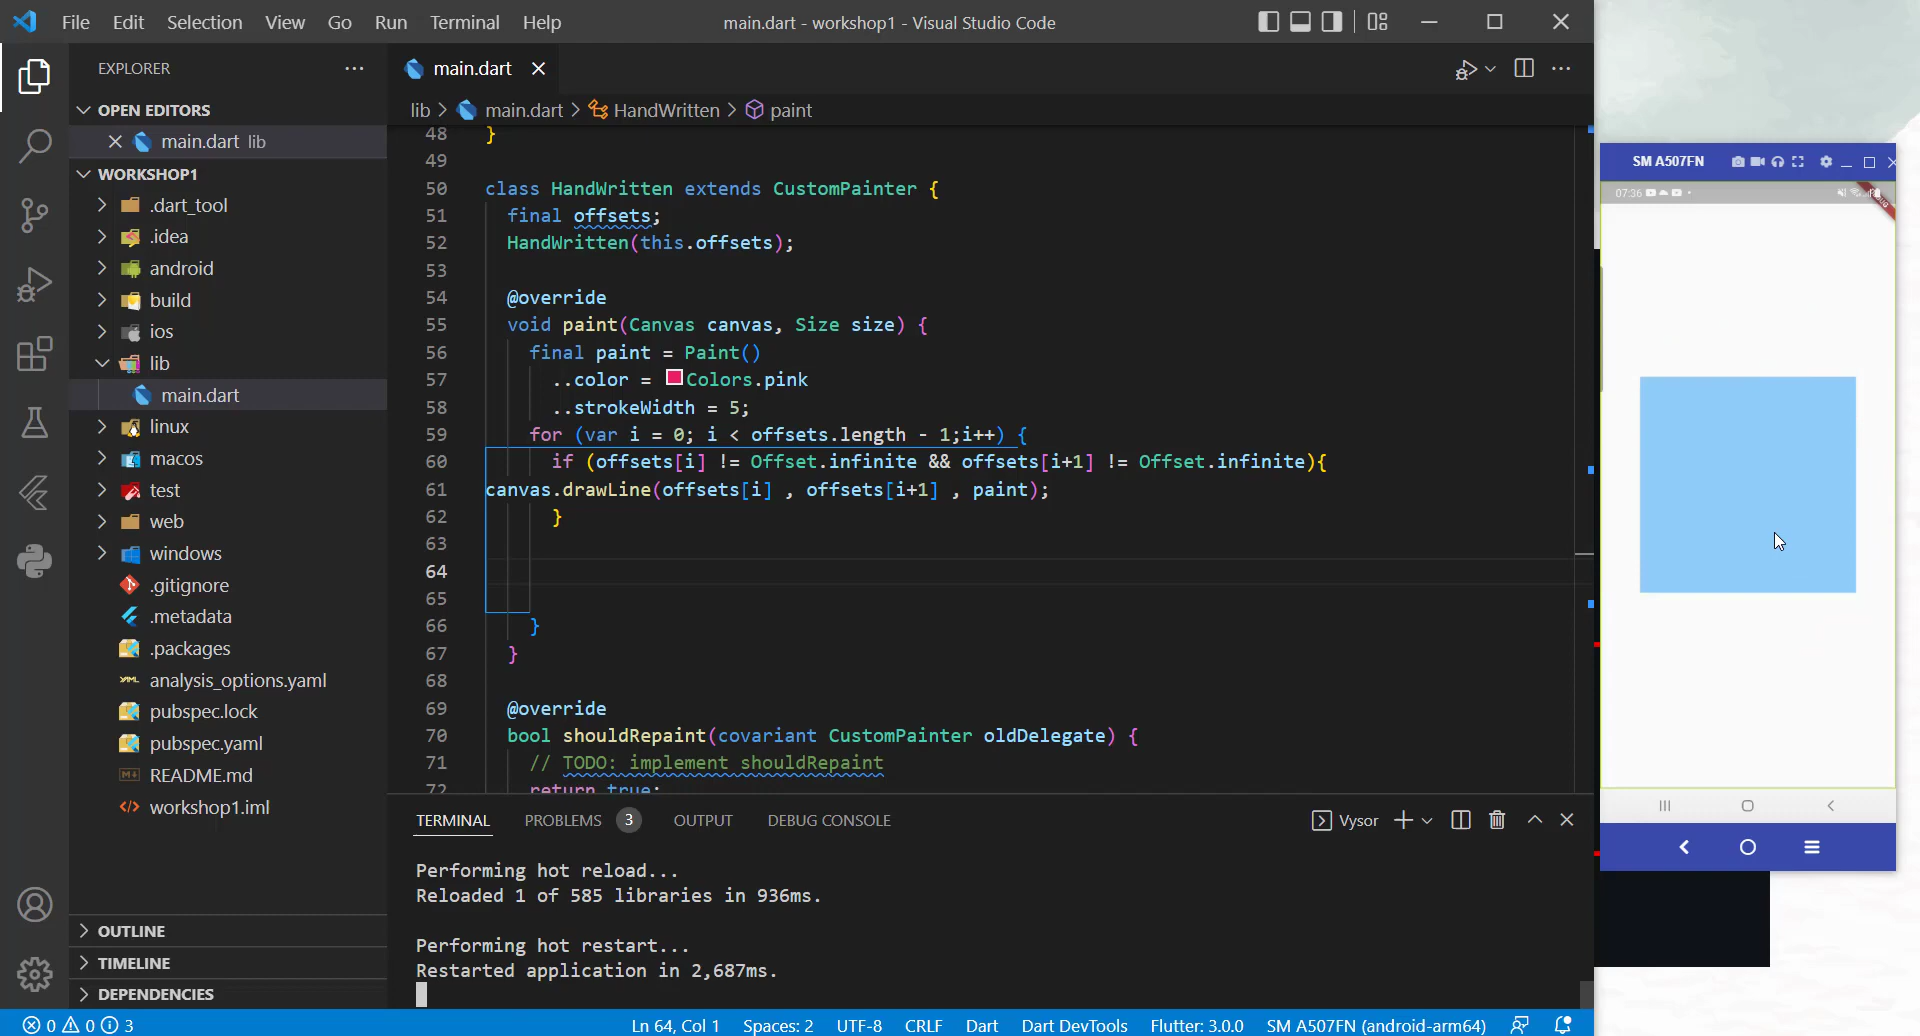 File Edit Selection View Go Run Terminal Help
main.dart - workshop1 - Visual Studio Code
EXPLORER
OPEN EDITORS
main.dart lib
WORKSHOP1
.dart_tool
.idea
android
build
ios
lib
main.dart
linux
macos
test
web
windows
.gitignore
.metadata
.packages
analysis_options.yaml
pubspec.lock
pubspec.yaml
README.md
workshop1.iml
OUTLINE
TIMELINE
DEPENDENCIES
main.dart
lib > main.dart > HandWritten > paint
48 }
49
50 class HandWritten extends CustomPainter {
51 final offsets;
52 HandWritten(this.offsets);
53
54 @override
55 void paint(Canvas canvas, Size size) {
56 final paint = Paint()
57 ..color = Colors.pink
58 ..strokeWidth = 5;
59 for (var i = 0; i < offsets.length - 1;i++) {
60 if (offsets[i] != Offset.infinite && offsets[i+1] != Offset.infinite){
61 canvas.drawLine(offsets[i] , offsets[i+1] , paint);
62 }
63
64
65
66 }
67 }
68
69 @override
70 bool shouldRepaint(covariant CustomPainter oldDelegate) {
71 // TODO: implement shouldRepaint
72 return true;
TERMINAL PROBLEMS 3 OUTPUT DEBUG CONSOLE
Vysor
Performing hot reload...
Reloaded 1 of 585 libraries in 936ms.
Performing hot restart...
Restarted application in 2,687ms.
0 0 3
Ln 64, Col 1 Spaces: 2 UTF-8 CRLF Dart Dart DevTools Flutter: 3.0.0 SM A507FN (android-arm64)
SM A507FN
07:36